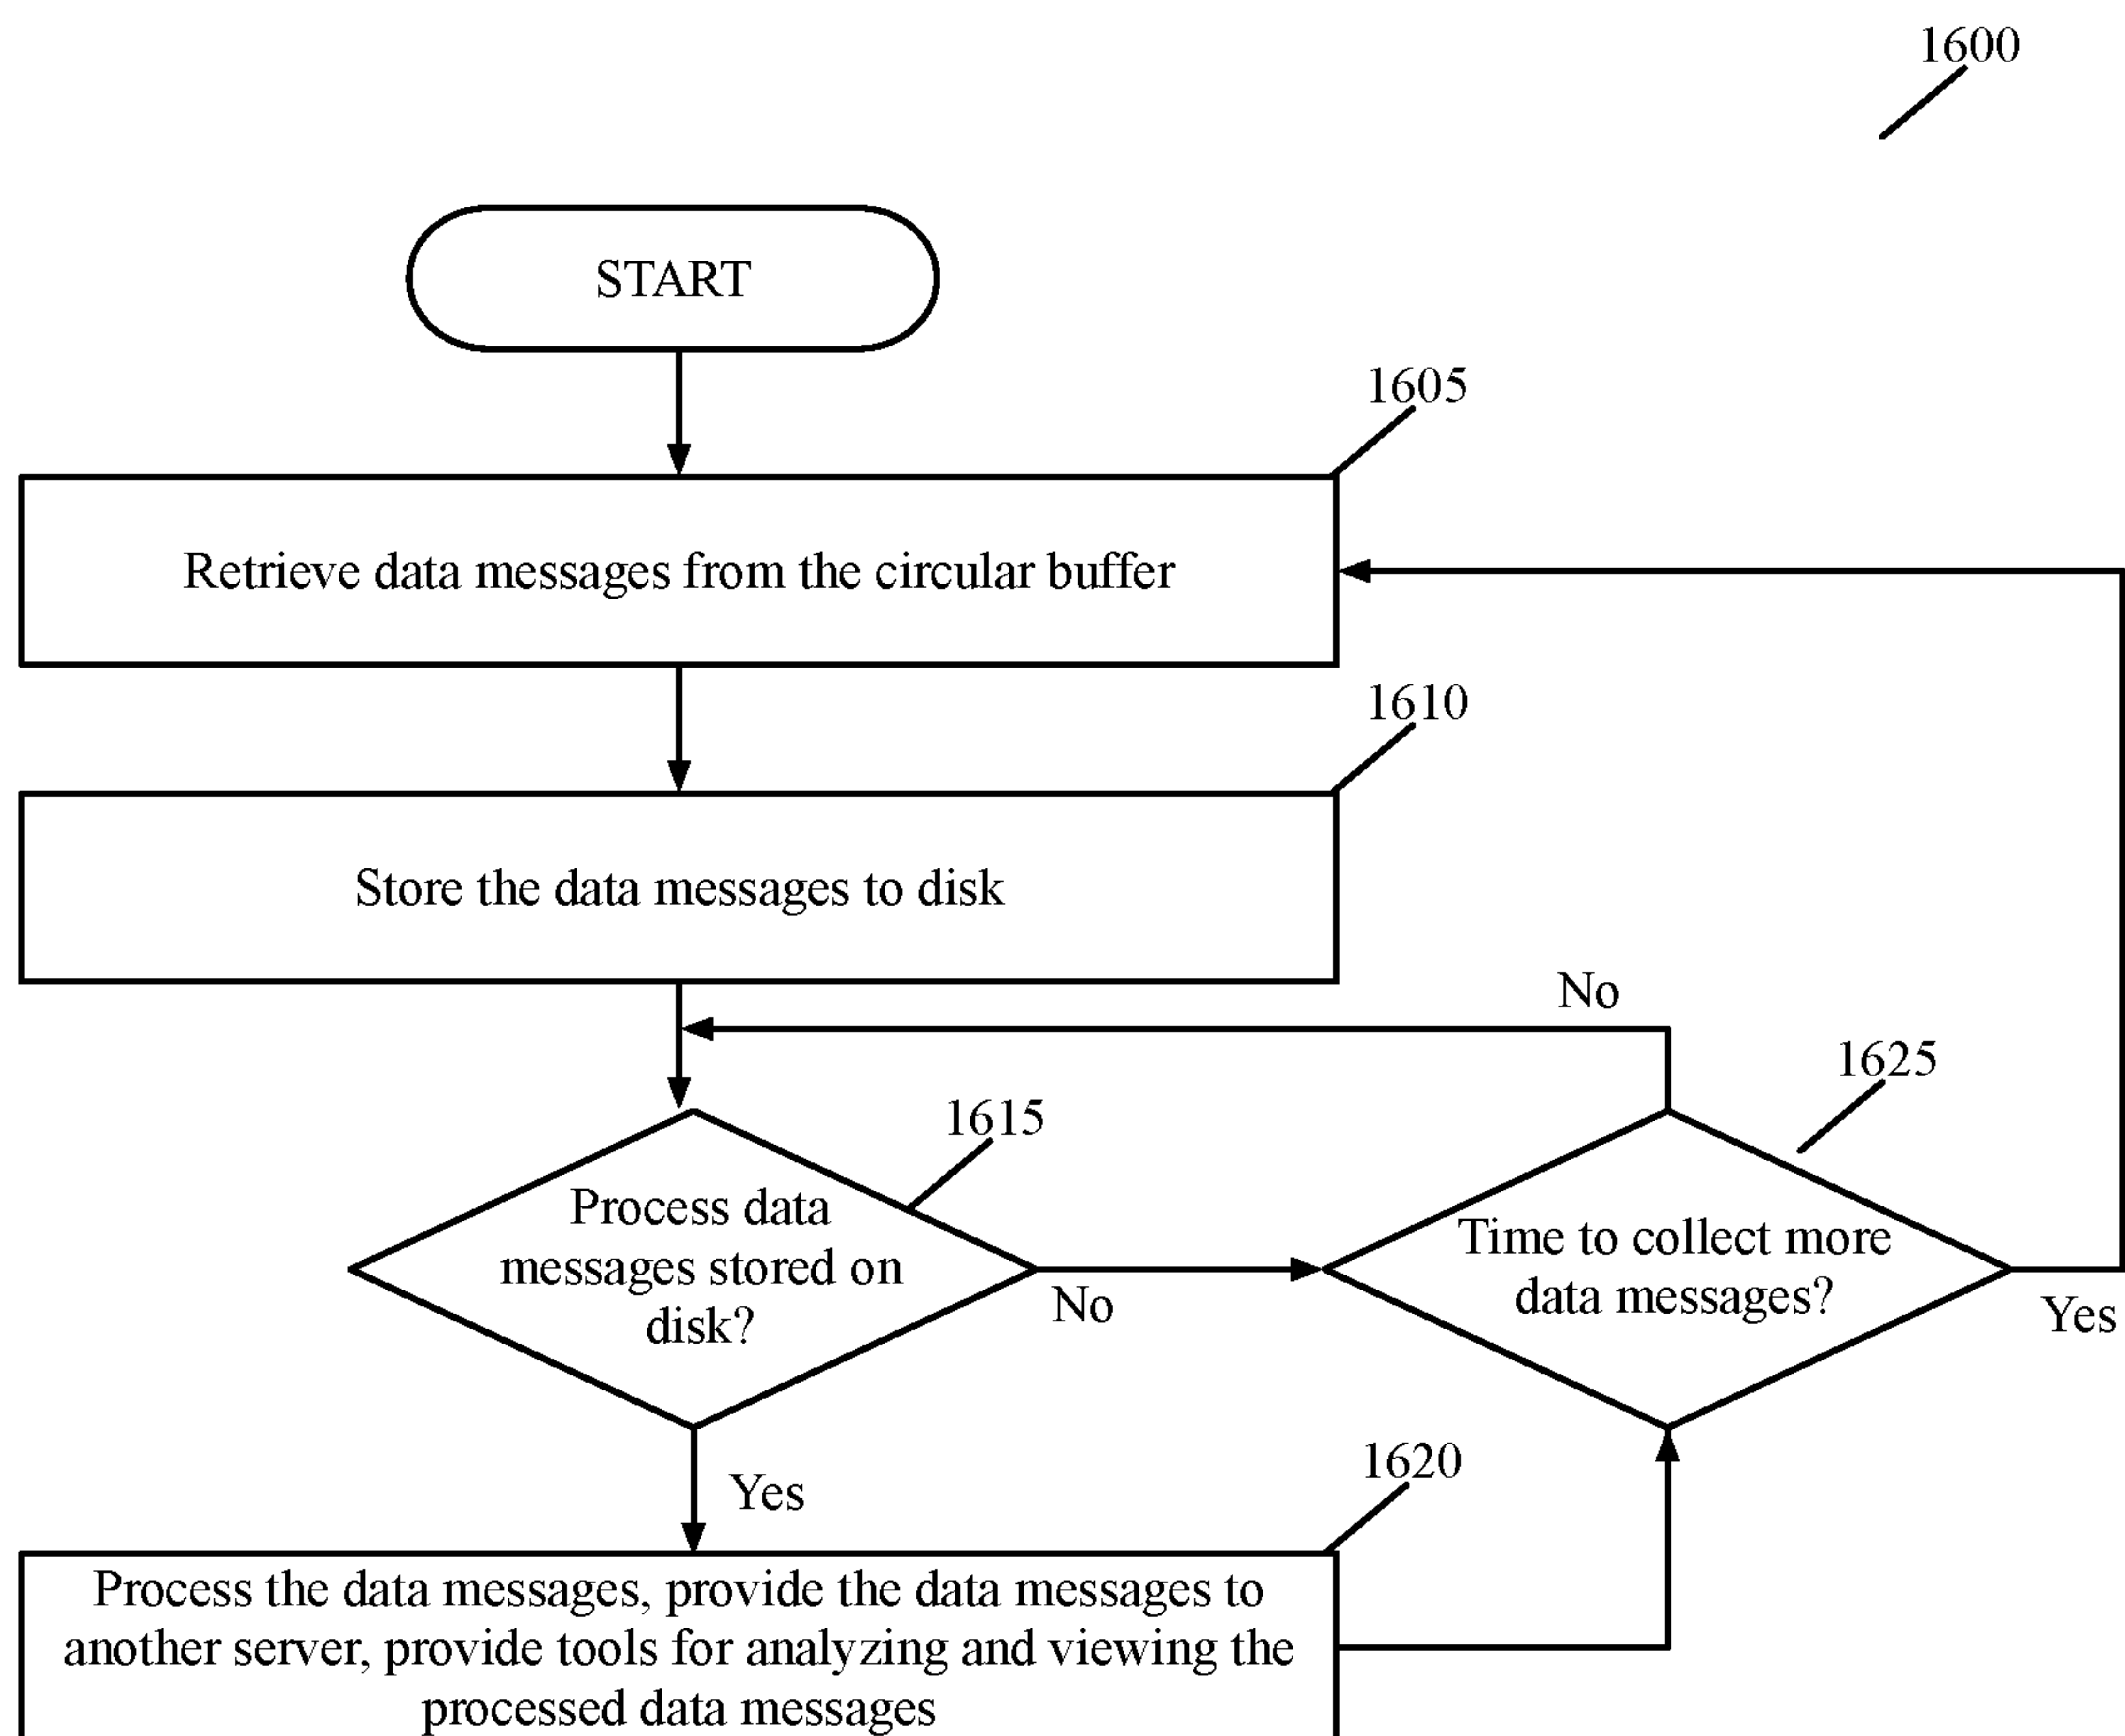 1600
START
1605
Retrieve data messages from the circular buffer
1610
Store the data messages to disk
No
1625
1615
Process data
messages stored on
disk?
No
Time to collect more
data messages?
Yes
Yes
1620
Process the data messages, provide the data messages to
another server, provide tools for analyzing and viewing the
processed data messages